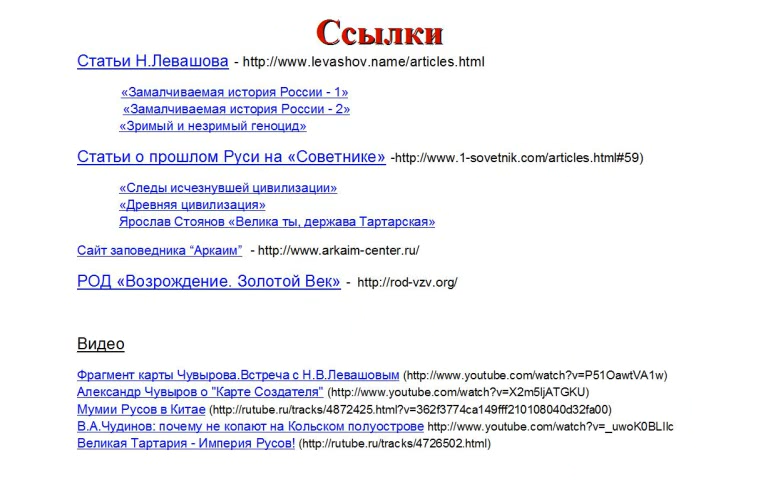 Ссылки
Статьи Н.Левашова - http://www.levashov.name/articles.html
«Замалчиваемая история России - 1»
«Замалчиваемая история России - 2»
«Зримый и незримый геноцид»
Статьи о прошлом Руси на «Советнике» -http://www.1-sovetnik.com/articles.html#59)
«Следы исчезнувшей цивилизации»
«Древняя цивилизация»
Ярослав Стоянов «Велика ты, держава Тартарская»
Сайт заповедника “Аркаим” - http://www.arkaim-center.ru/
РОД «Возрождение. Золотой Век» - http://rod-vzv.org/
Видео
Фрагмент карты Чувырова.Встреча с Н.В.Левашовым (http://www.youtube.com/watch?v=P51OawtVA1w)
Александр Чувыров о "Карте Создателя" (http://www.youtube.com/watch?v=X2m5ljATGKU)
Мумии Русов в Китае (http://rutube.ru/tracks/4872425.html?v=362f3774ca149fff210108040d32fa00)
В.А.Чудинов: почему не копают на Кольском полуострове http://www.youtube.com/watch?v=_uwoK0BLIlc
Великая Тартария - Империя Русов! (http://rutube.ru/tracks/4726502.html)